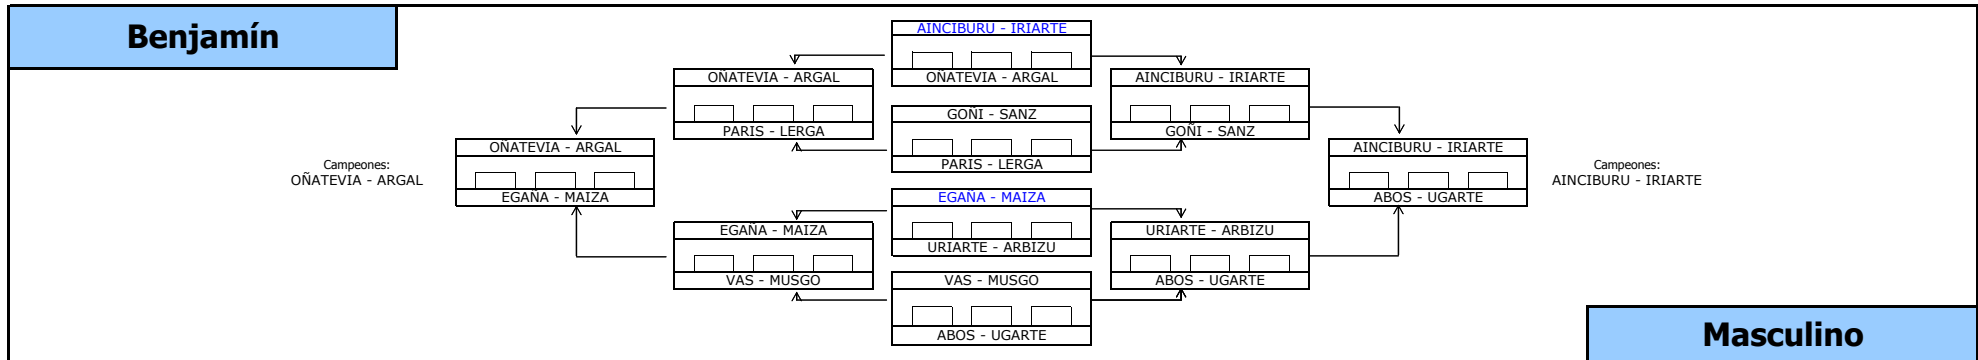 Benjamín
AINCIBURU - IRIARTE
OÑATEVIA - ARGAL
OÑATEVIA - ARGAL
AINCIBURU - IRIARTE
GOÑI - SANZ
PARIS - LERGA
GOÑI - SANZ
OÑATEVIA - ARGAL
AINCIBURU - IRIARTE
PARIS - LERGA
Campeones:
OÑATEVIA - ARGAL
Campeones:
AINCIBURU - IRIARTE
EGAÑA - MAIZA
EGAÑA - MAIZA
ABOS - UGARTE
EGAÑA - MAIZA
URIARTE - ARBIZU
URIARTE - ARBIZU
VAS - MUSGO
VAS - MUSGO
ABOS - UGARTE
ABOS - UGARTE
Masculino